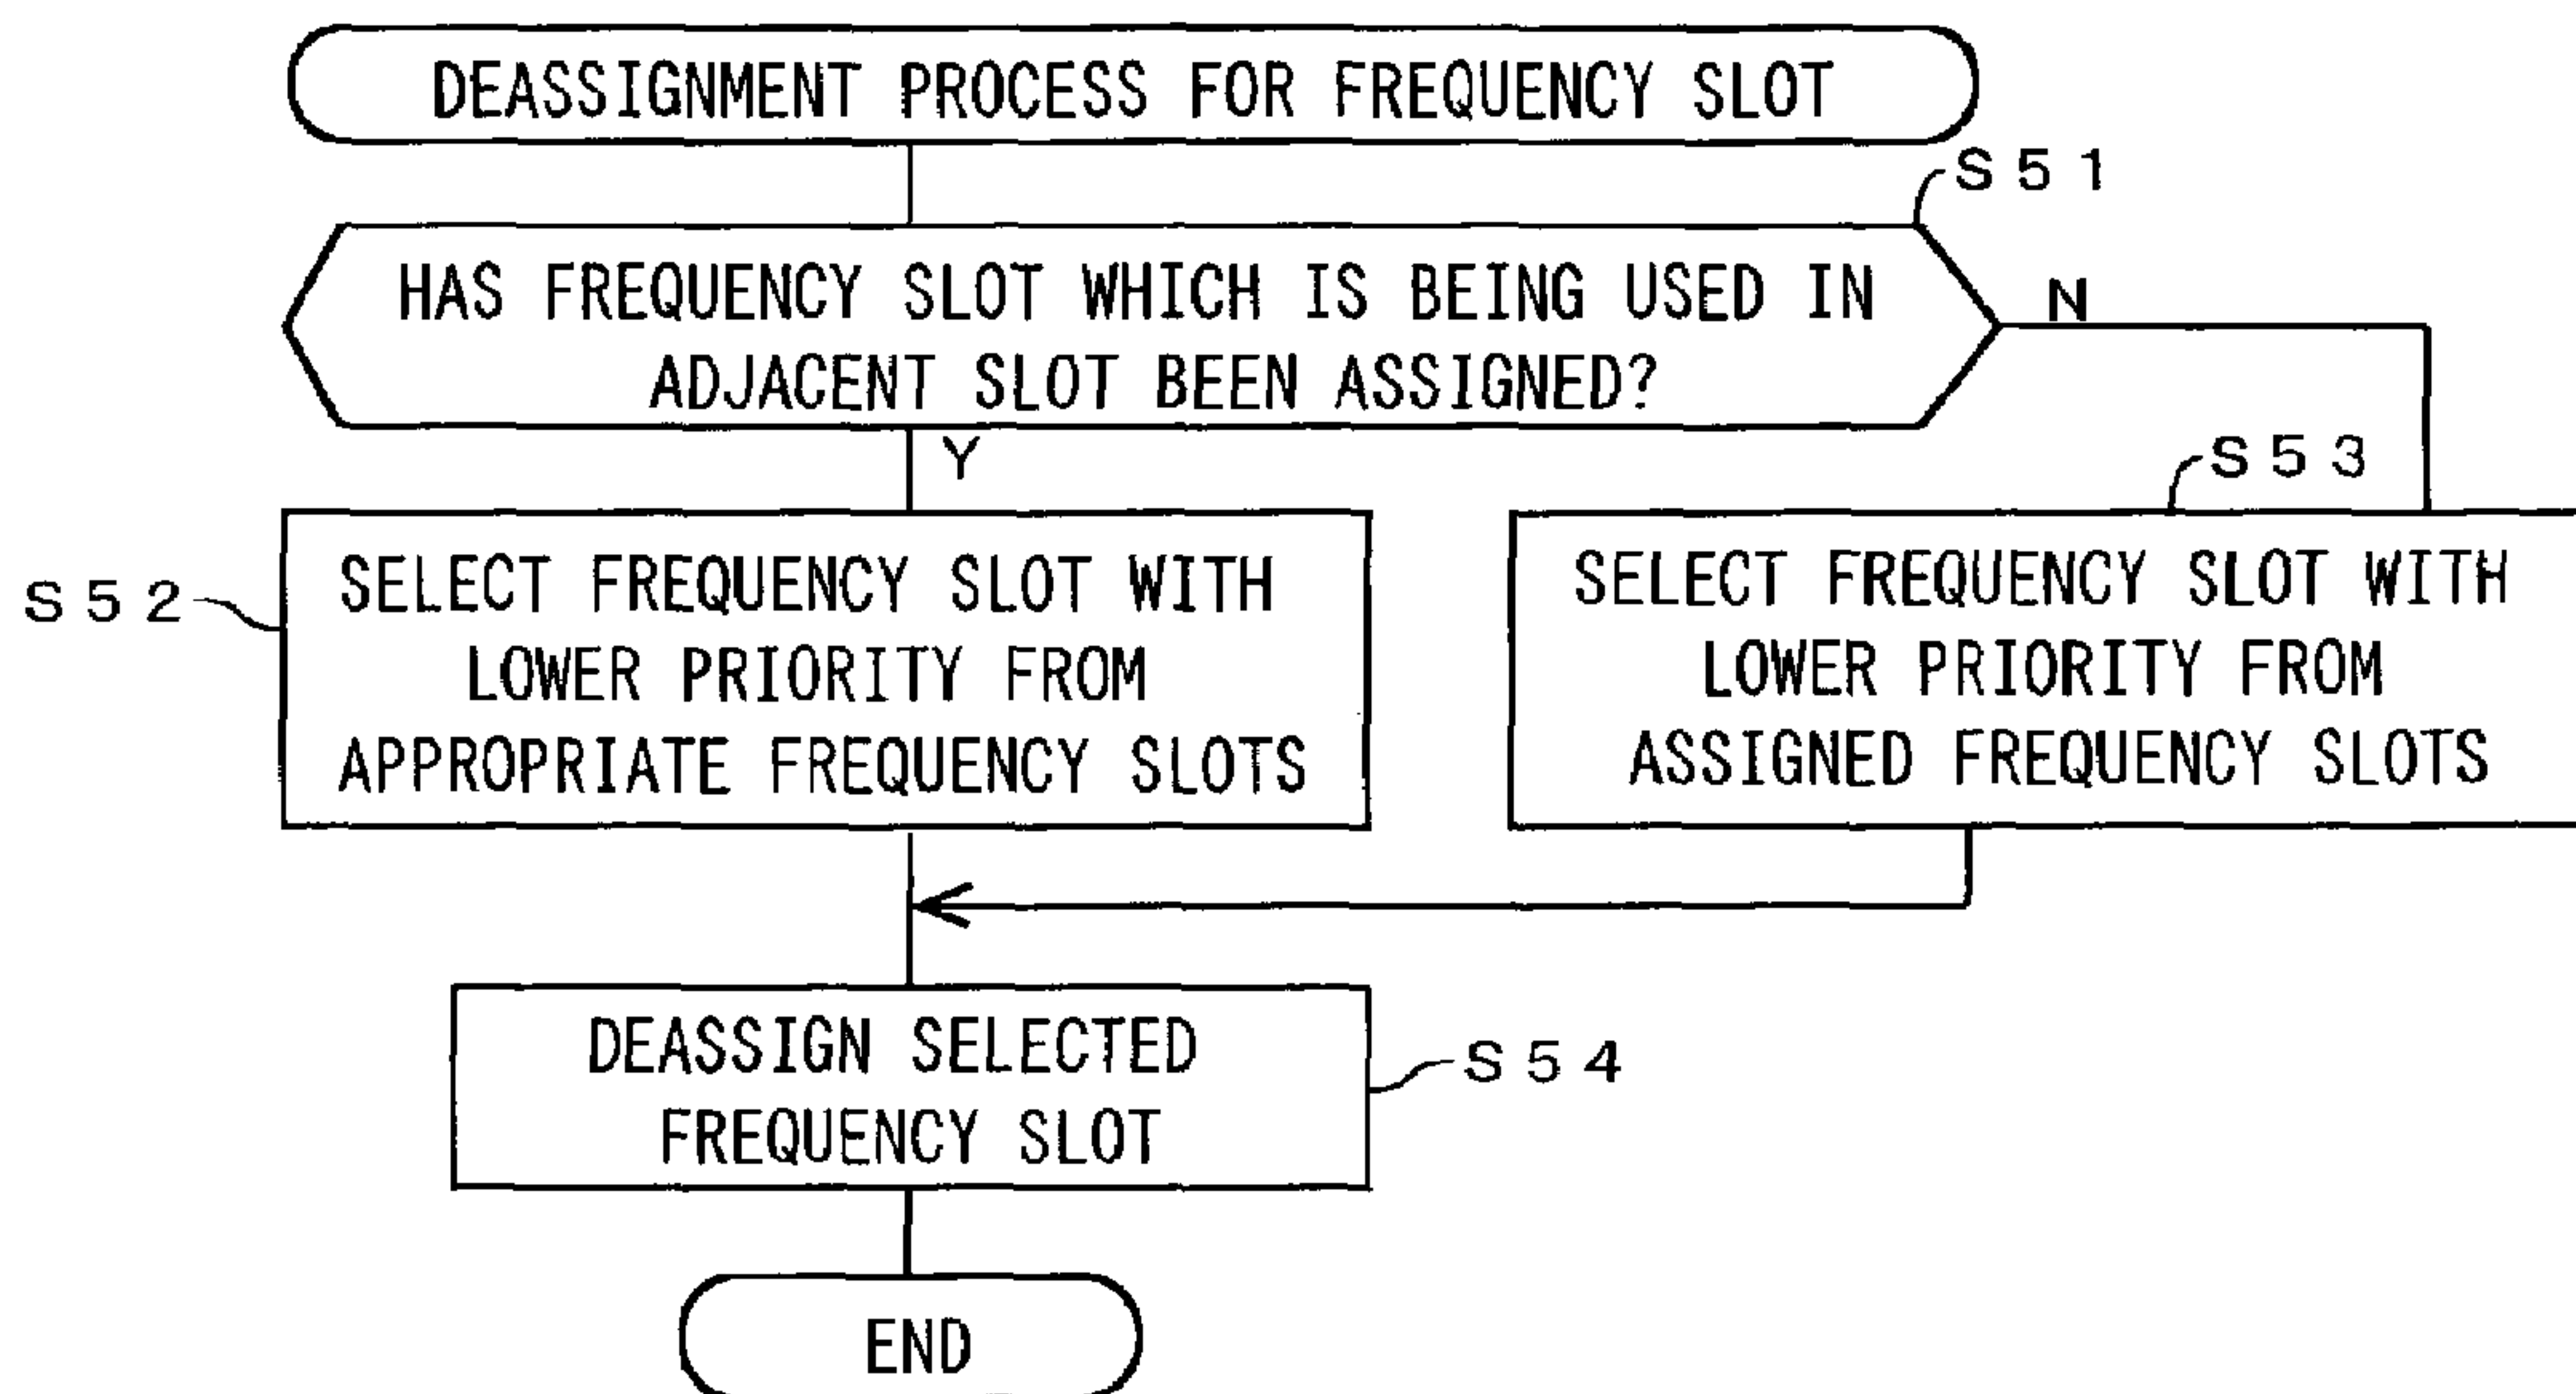 DEASSIGNMENT PROCESS FOR FREQUENCY SLOT
S51
HAS FREQUENCY SLOT WHICH IS BEING USED IN
ADJACENT SLOT BEEN ASSIGNED?
N
Y
S53
S52
SELECT FREQUENCY SLOT WITH
LOWER PRIORITY FROM
APPROPRIATE FREQUENCY SLOTS
SELECT FREQUENCY SLOT WITH
LOWER PRIORITY FROM
ASSIGNED FREQUENCY SLOTS
DEASSIGN SELECTED
FREQUENCY SLOT
S54
END